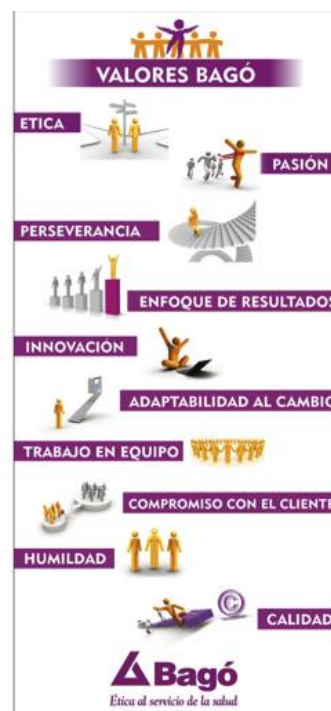 VALORES BAGÓ
ETICA
PASIÓN
PERSEVERANCIA
ENFOQUE DE RESULTADOS
INNOVACIÓN
ADAPTABILIDAD AL CAMBIO
TRABAJO EN EQUIPO
COMPROMISO CON EL CLIENTE
HUMILDAD
©
CALIDAD
Bagó
Ética al servicio de la salud